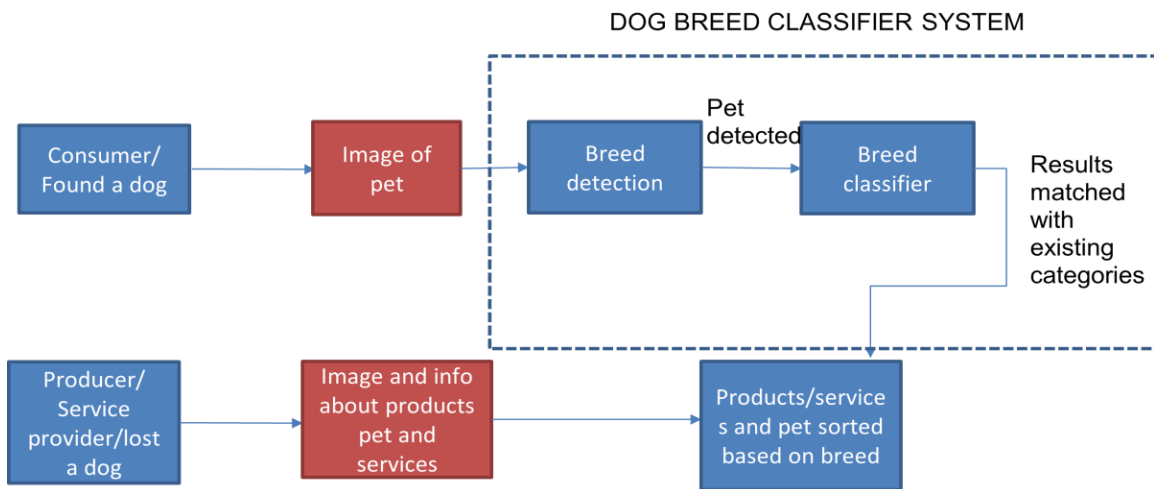 DOG BREED CLASSIFIER SYSTEM
Consumer/
Found a dog
Image of
pet
Breed
detection
Pet
detected
Breed
classifier
Results
matched
with
existing
categories
Producer/
Service
provider/lost
a dog
Image and info
about products
pet and
services
Products/service
s and pet sorted
based on breed